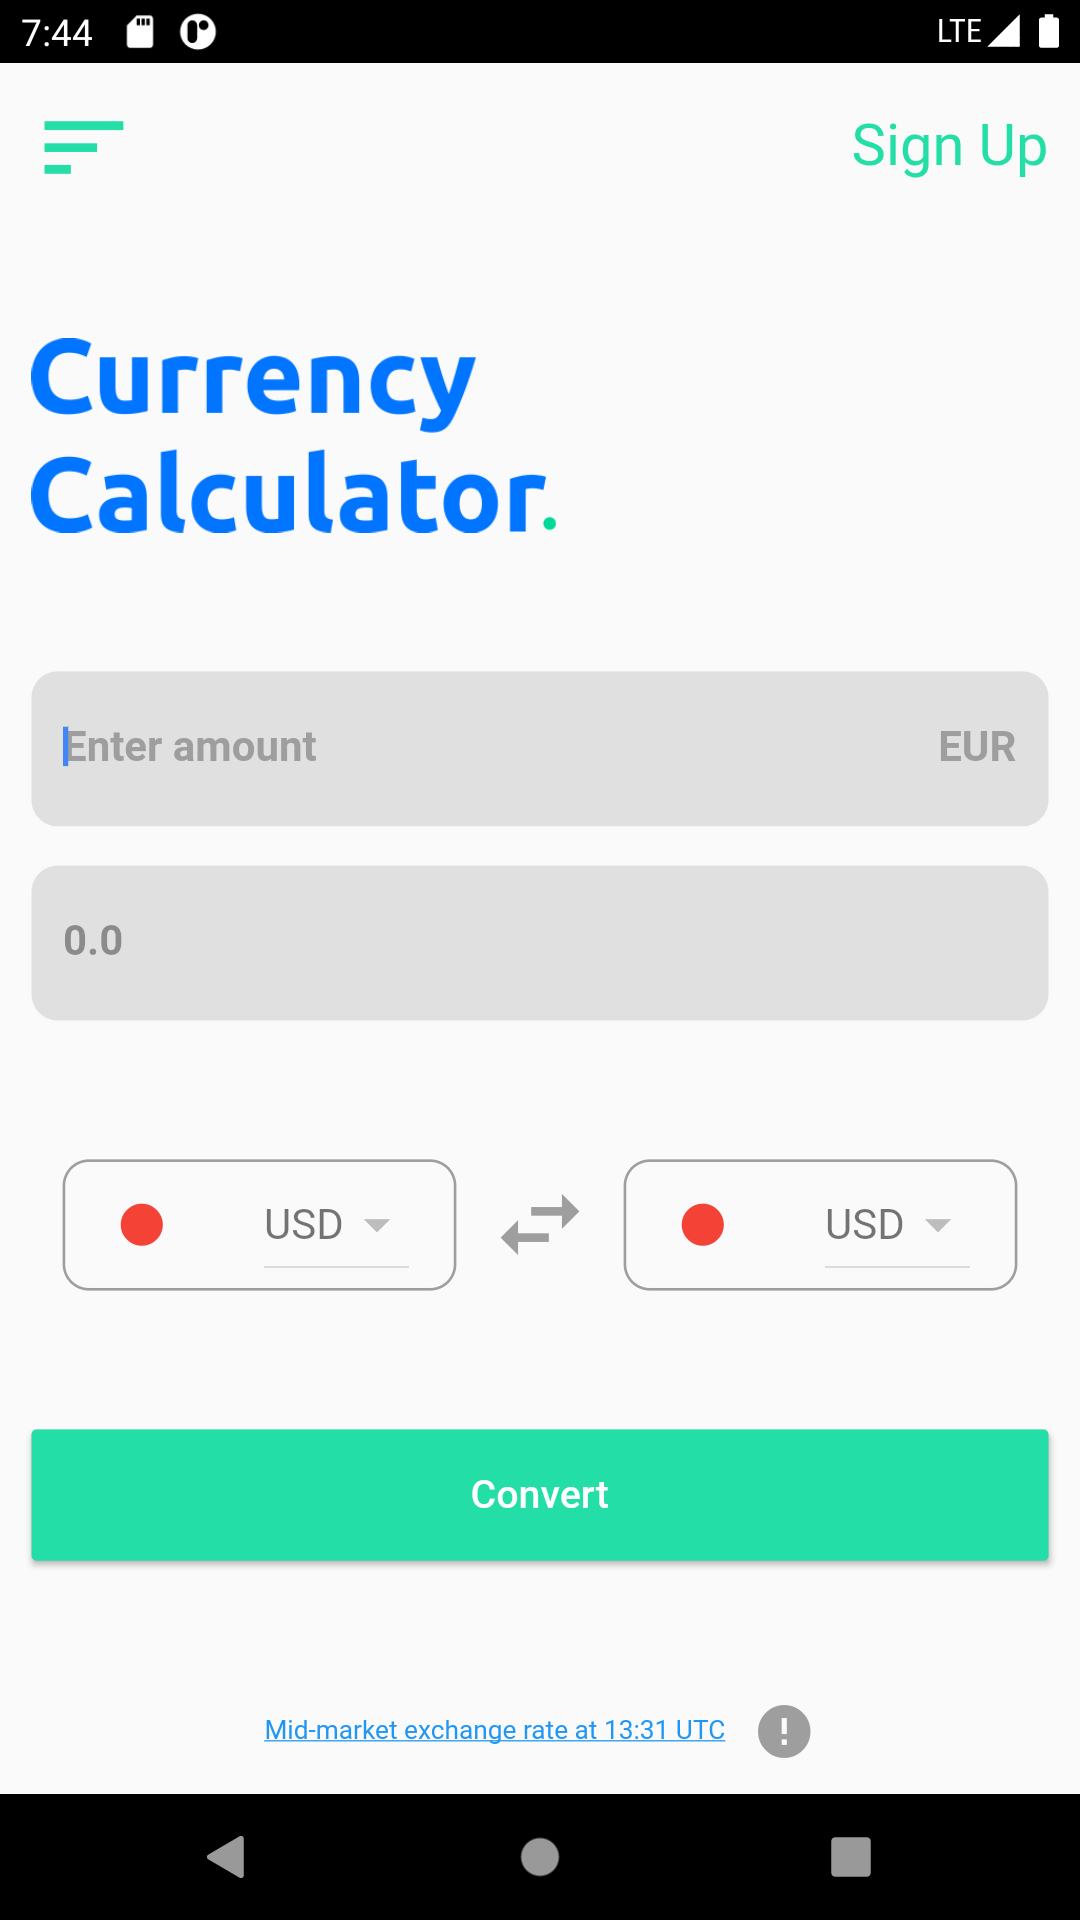 7:44 LTE
Sign Up
Currency
Calculator.
Enter amount EUR
0.0
USD USD
Convert
Mid-market exchange rate at 13:31 UTC